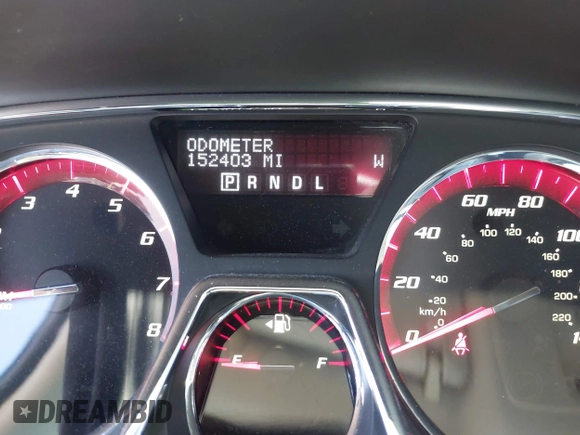 ODOMETER
152403 MI W
P R N D L
2 3 4 5 6 7 8
E F
0 20 40 60 80 100
MPH
0 20 40 60 80 100 120 140 160 180 200 220
km/h
DREAMBID